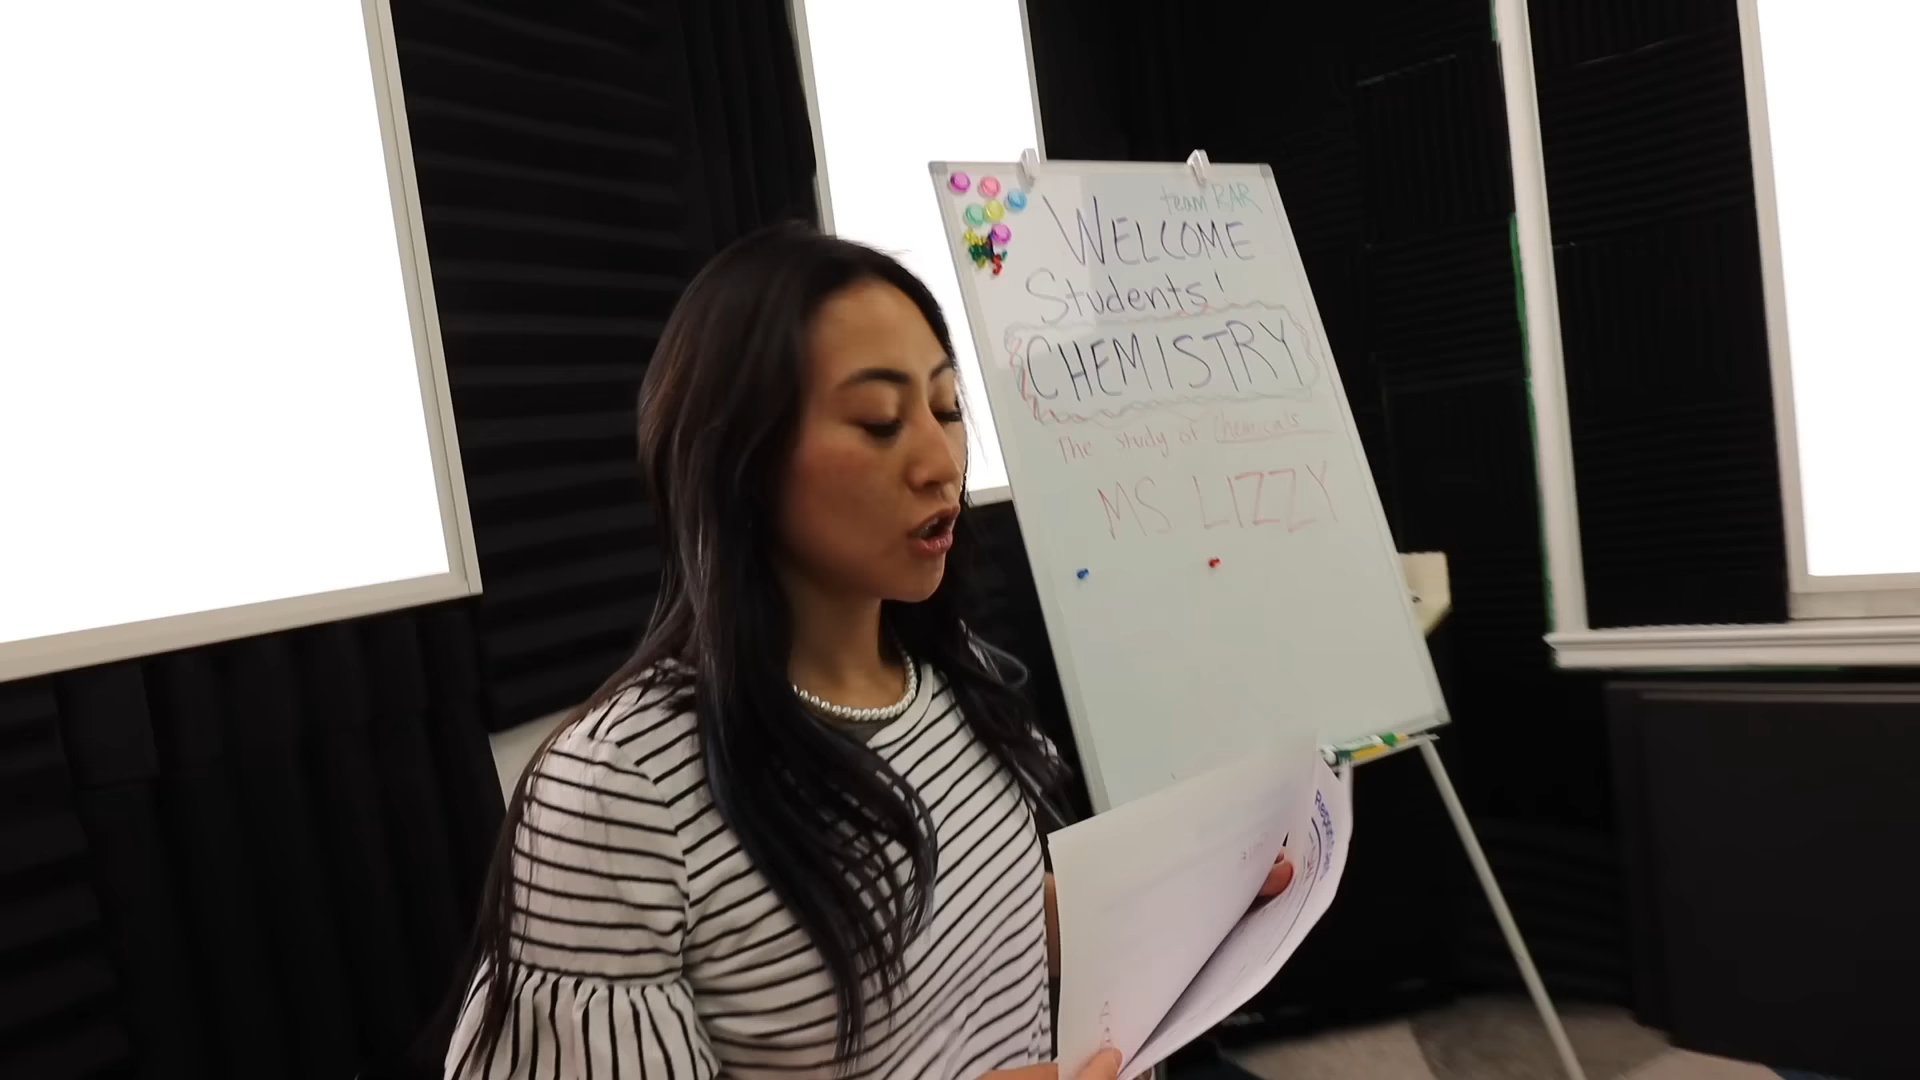 team RAR
WELCOME
Students!
CHEMISTRY
The study of Chemicals
MS LIZZY
A